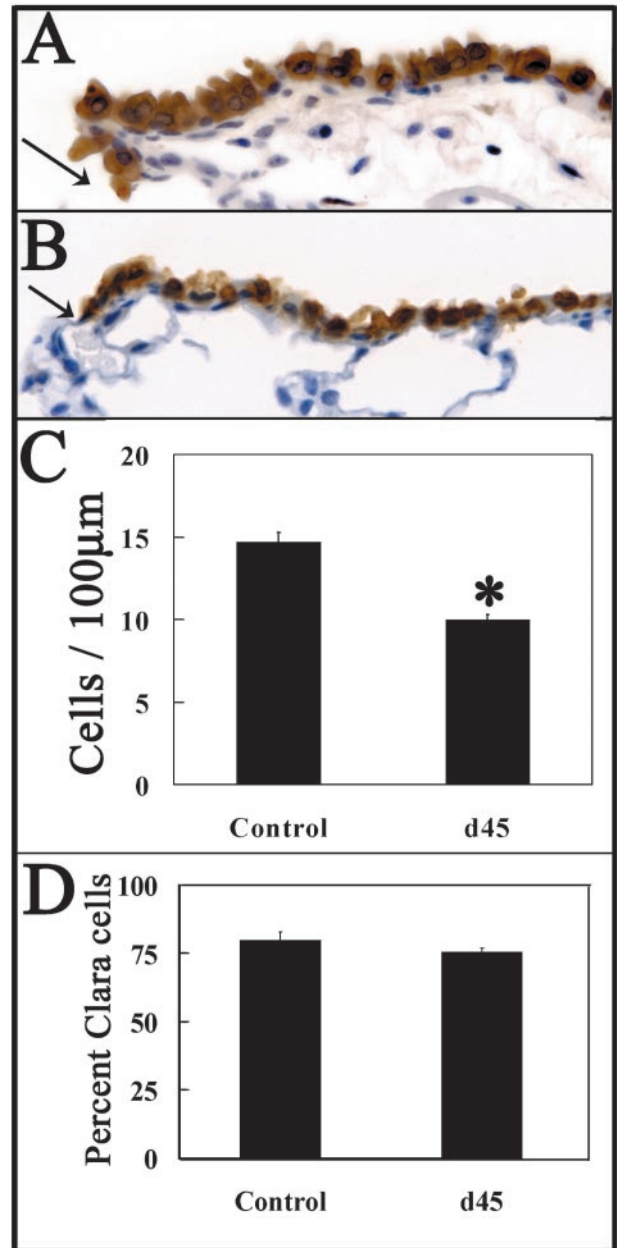 A
B
C
Cells / 100μm
20
15
10
5
0
*
Control
d45
D
Percent Clara cells
100
75
50
25
0
Control
d45